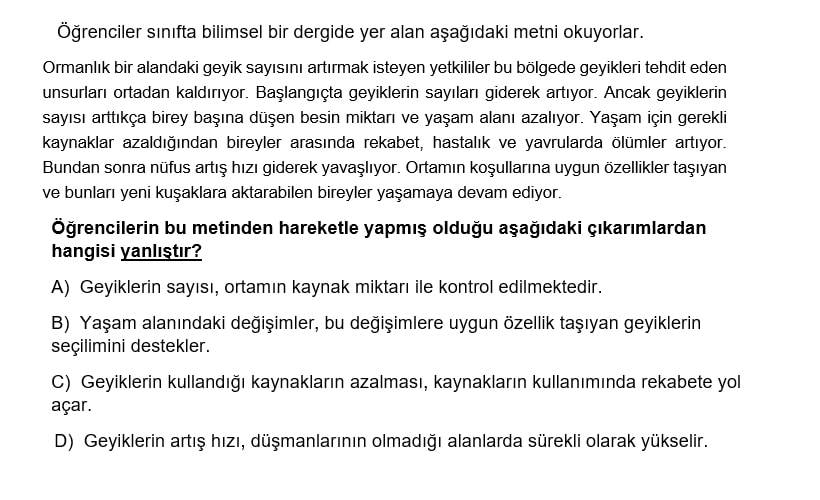 Öğrenciler sınıfta bilimsel bir dergide yer alan aşağıdaki metni okuyorlar.
Ormanlık bir alandaki geyik sayısını artırmak isteyen yetkililer bu bölgede geyikleri tehdit eden
unsurları ortadan kaldırıyor. Başlangıçta geyiklerin sayıları giderek artıyor. Ancak geyiklerin
sayısı arttıkça birey başına düşen besin miktarı ve yaşam alanı azalıyor. Yaşam için gerekli
kaynaklar azaldığından bireyler arasında rekabet, hastalık ve yavrularda ölümler artıyor.
Bundan sonra nüfus artış hızı giderek yavaşlıyor. Ortamın koşullarına uygun özellikler taşıyan
ve bunları yeni kuşaklara aktarabilen bireyler yaşamaya devam ediyor.
Öğrencilerin bu metinden hareketle yapmış olduğu aşağıdaki çıkarımlardan
hangisi yanlıştır?
A) Geyiklerin sayısı, ortamın kaynak miktarı ile kontrol edilmektedir.
B) Yaşam alanındaki değişimler, bu değişimlere uygun özellik taşıyan geyiklerin
seçilimini destekler.
C) Geyiklerin kullandığı kaynakların azalması, kaynakların kullanımında rekabete yol
açar.
D) Geyiklerin artış hızı, düşmanlarının olmadığı alanlarda sürekli olarak yükselir.